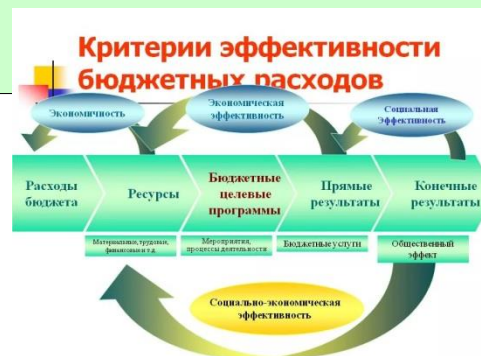 Критерии эффективности
бюджетных расходов
Экономичность
Экономическая
эффективность
Социальная
Эффективность
Расходы
бюджета
Ресурсы
Бюджетные
целевые
программы
Прямые
результаты
Конечные
результаты
Материальные, трудовые,
финансовые и т.д.
Мероприятия,
процессы деятельности
Бюджетные услуги
Общественный
эффект
Социально-экономическая
эффективность